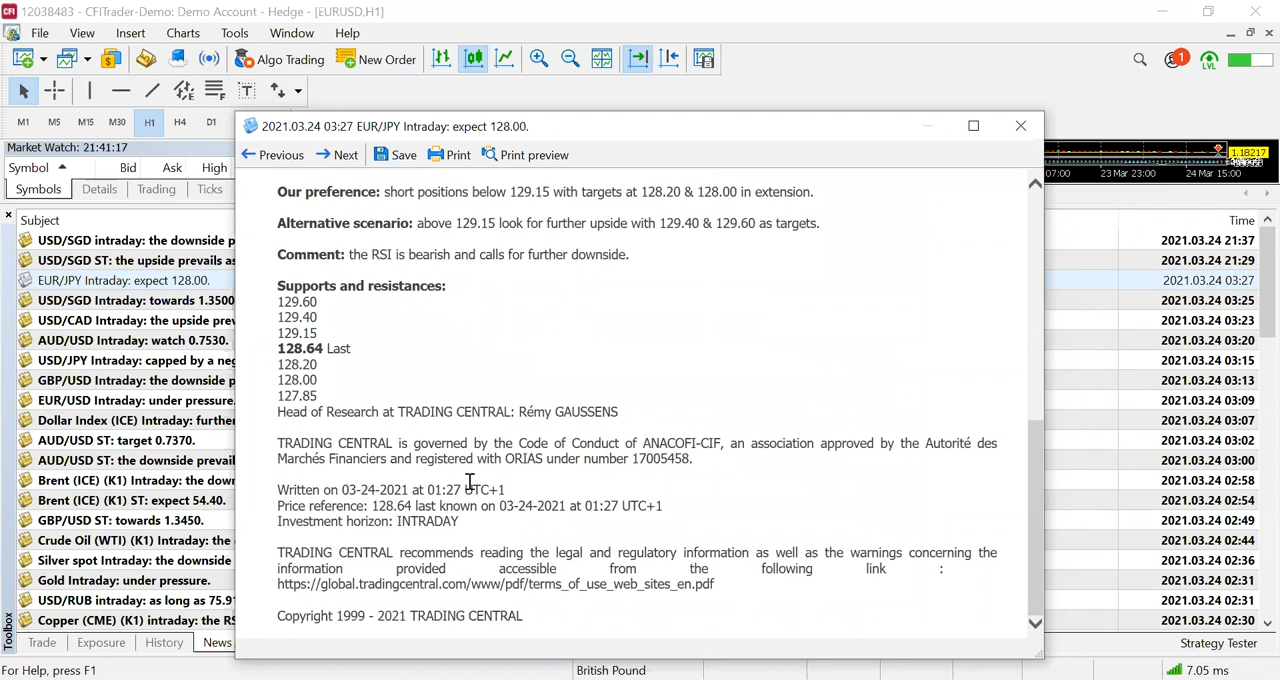 CFI 12038483 - CFITrader-Demo: Demo Account - Hedge - [EURUSD,H1]
File View Insert Charts Tools Window Help
Algo Trading New Order 1 LVL
T
M1 M5 M15 M30 H1 H4 D1
Market Watch: 21:41:17
Symbol Bid Ask High
Symbols Details Trading Ticks
2021.03.24 03:27 EUR/JPY Intraday: expect 128.00.
Previous Next Save Print Print preview
1.18217
07:00 23 Mar 23:00 24 Mar 15:00
Our preference: short positions below 129.15 with targets at 128.20 & 128.00 in extension.
Alternative scenario: above 129.15 look for further upside with 129.40 & 129.60 as targets.
Comment: the RSI is bearish and calls for further downside.
Supports and resistances:
129.60
129.40
129.15
128.64 Last
128.20
128.00
127.85
Head of Research at TRADING CENTRAL: Rémy GAUSSENS
TRADING CENTRAL is governed by the Code of Conduct of ANACOFI-CIF, an association approved by the Autorité des
Marchés Financiers and registered with ORIAS under number 17005458.
Written on 03-24-2021 at 01:27 UTC+1
Price reference: 128.64 last known on 03-24-2021 at 01:27 UTC+1
Investment horizon: INTRADAY
TRADING CENTRAL recommends reading the legal and regulatory information as well as the warnings concerning the
information provided accessible from the following link :
https://global.tradingcentral.com/www/pdf/terms_of_use_web_sites_en.pdf
Copyright 1999 - 2021 TRADING CENTRAL
Subject Time
USD/SGD intraday: the downside p 2021.03.24 21:37
USD/SGD ST: the upside prevails as 2021.03.24 21:29
EUR/JPY Intraday: expect 128.00. 2021.03.24 03:27
USD/SGD Intraday: towards 1.3500 2021.03.24 03:25
USD/CAD Intraday: the upside prev 2021.03.24 03:23
AUD/USD Intraday: watch 0.7530. 2021.03.24 03:20
USD/JPY Intraday: capped by a neg 2021.03.24 03:15
GBP/USD Intraday: the downside p 2021.03.24 03:13
EUR/USD Intraday: under pressure. 2021.03.24 03:09
Dollar Index (ICE) Intraday: further 2021.03.24 03:07
AUD/USD ST: target 0.7370. 2021.03.24 03:02
AUD/USD ST: the downside prevail 2021.03.24 03:00
Brent (ICE) (K1) Intraday: the dow 2021.03.24 02:58
Brent (ICE) (K1) ST: expect 54.40. 2021.03.24 02:54
GBP/USD ST: towards 1.3450. 2021.03.24 02:49
Crude Oil (WTI) (K1) Intraday: the 2021.03.24 02:44
Silver spot Intraday: the downside 2021.03.24 02:36
Gold Intraday: under pressure. 2021.03.24 02:31
USD/RUB intraday: as long as 75.9 2021.03.24 02:31
Copper (CME) (K1) intraday: the RS 2021.03.24 02:30
Toolbox
Trade Exposure History News Strategy Tester
For Help, press F1 British Pound 7.05 ms